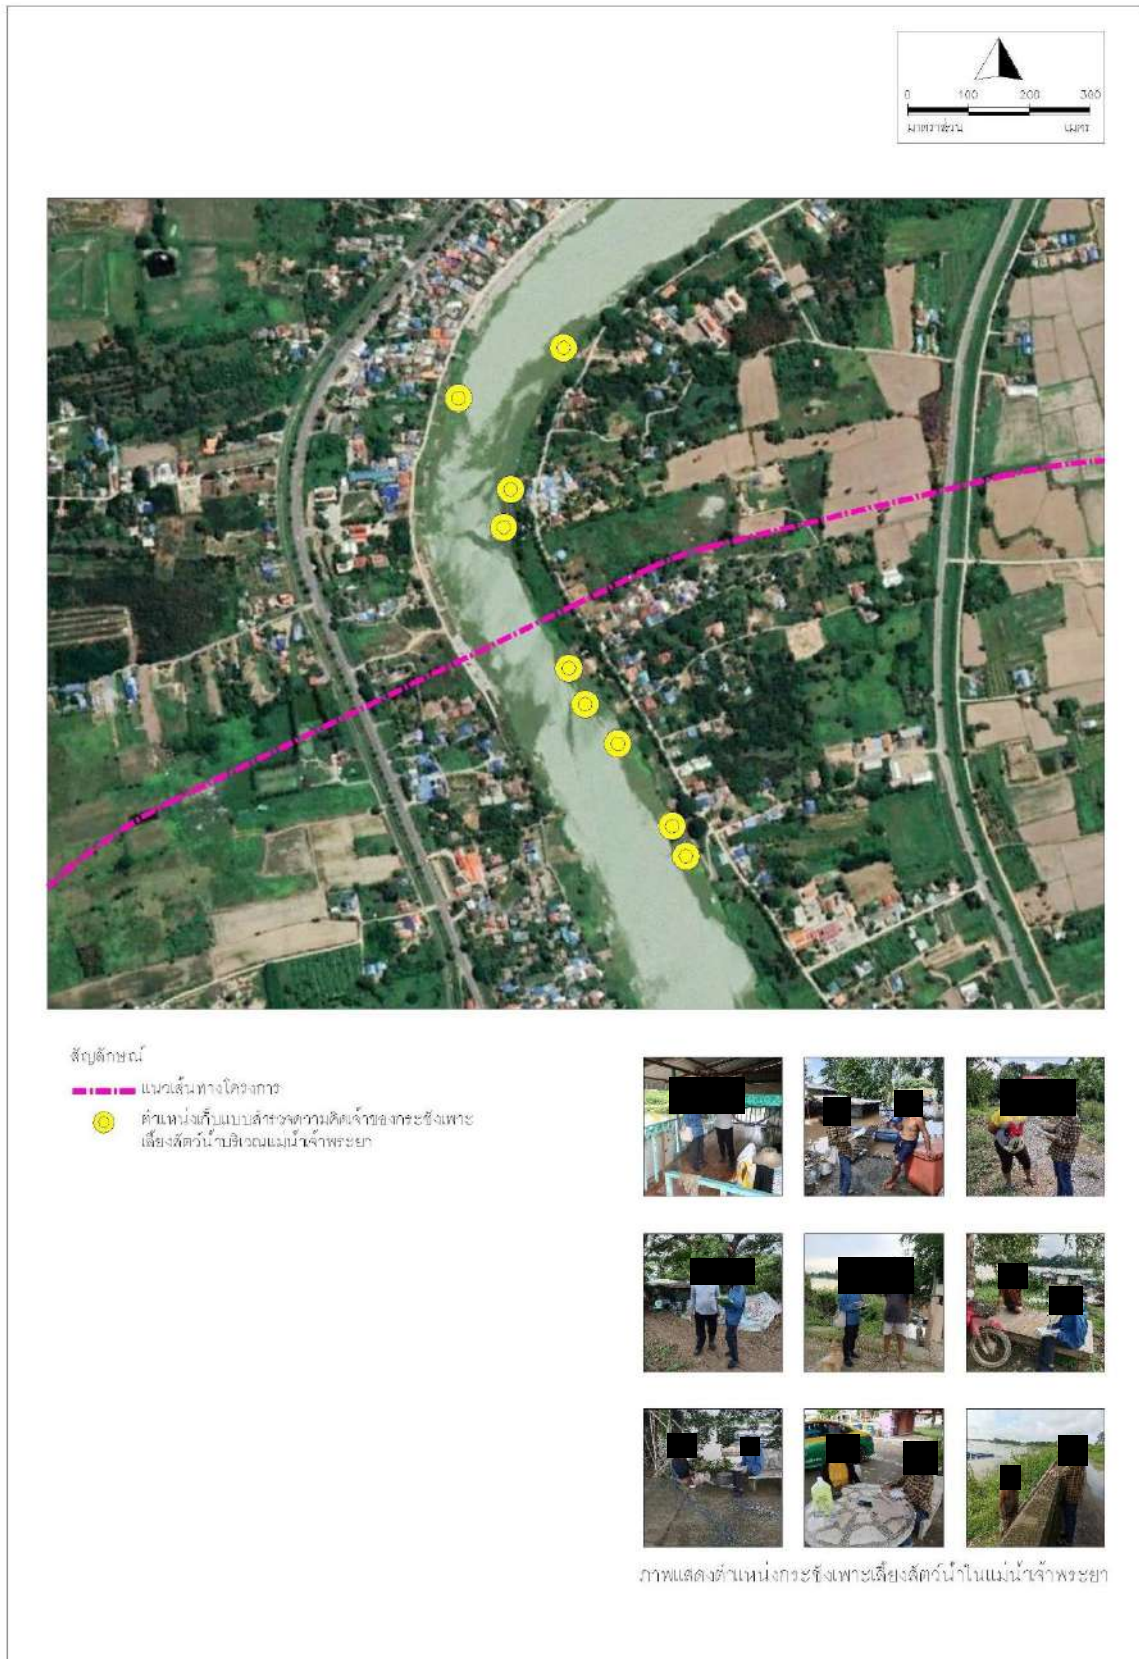 0 100 200 300
มาตราส่วน เมตร
สัญลักษณ์
แนวเส้นทางโครงการ
ตำแหน่งเก็บแบบสำรวจความคิดเจ้าของกระชังเพาะ
เลี้ยงสัตว์น้ำบริเวณแม่น้ำเจ้าพระยา
ภาพแสดงตำแหน่งกระชังเพาะเลี้ยงสัตว์น้ำในแม่น้ำเจ้าพระยา